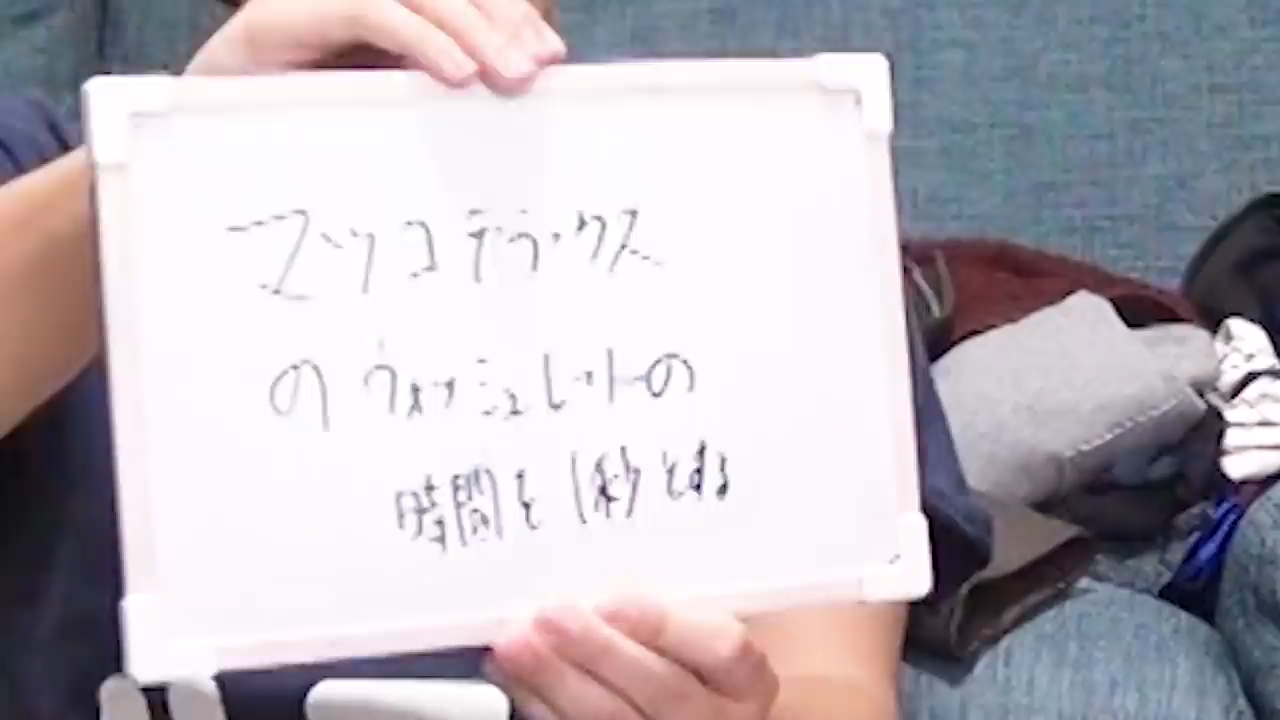 マツコデラックス
のウォシュレットの
時間を1秒とする